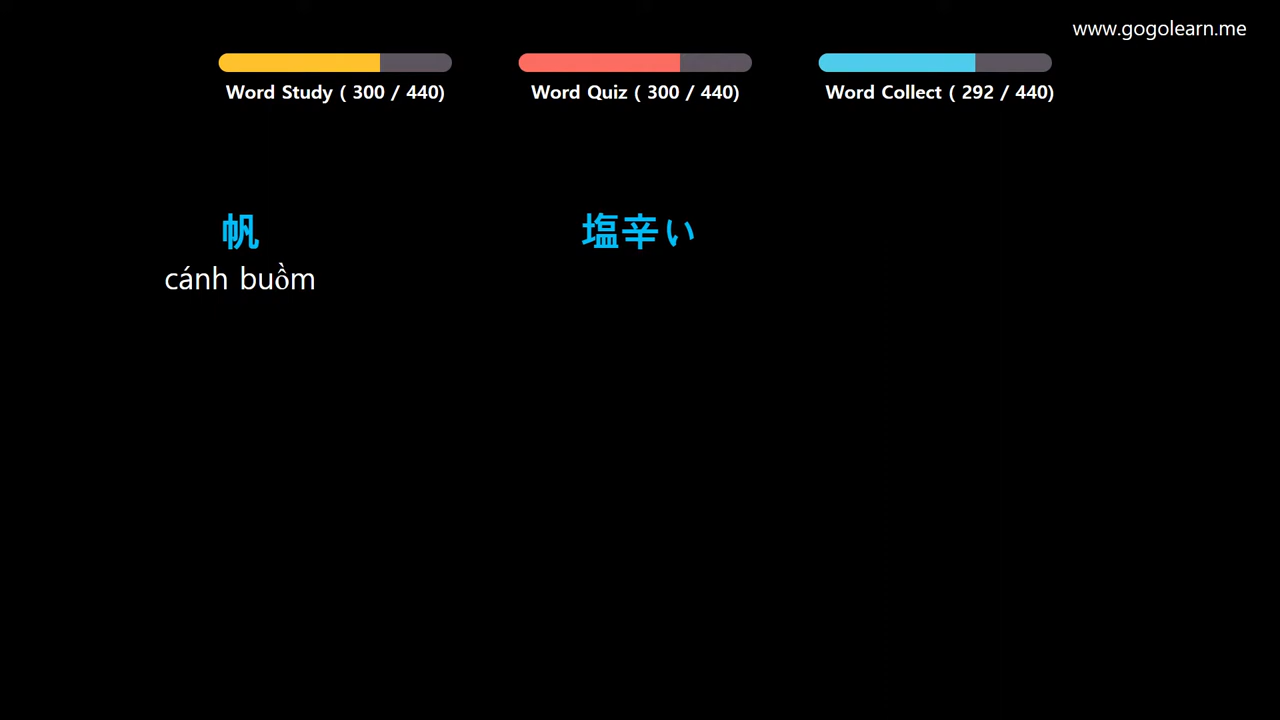 www.gogolearn.me
Word Study ( 300 / 440)
Word Quiz ( 300 / 440)
Word Collect ( 292 / 440)
帆
塩辛い
cánh buồm